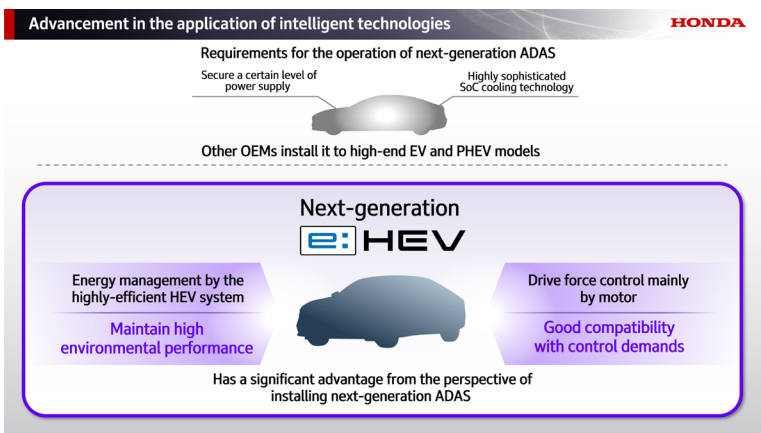 Advancement in the application of intelligent technologies
HONDA
Requirements for the operation of next-generation ADAS
Secure a certain level of
power supply
Highly sophisticated
SoC cooling technology
Other OEMs install it to high-end EV and PHEV models
Next-generation
e: HEV
Energy management by the
highly-efficient HEV system
Maintain high
environmental performance
Drive force control mainly
by motor
Good compatibility
with control demands
Has a significant advantage from the perspective of
installing next-generation ADAS